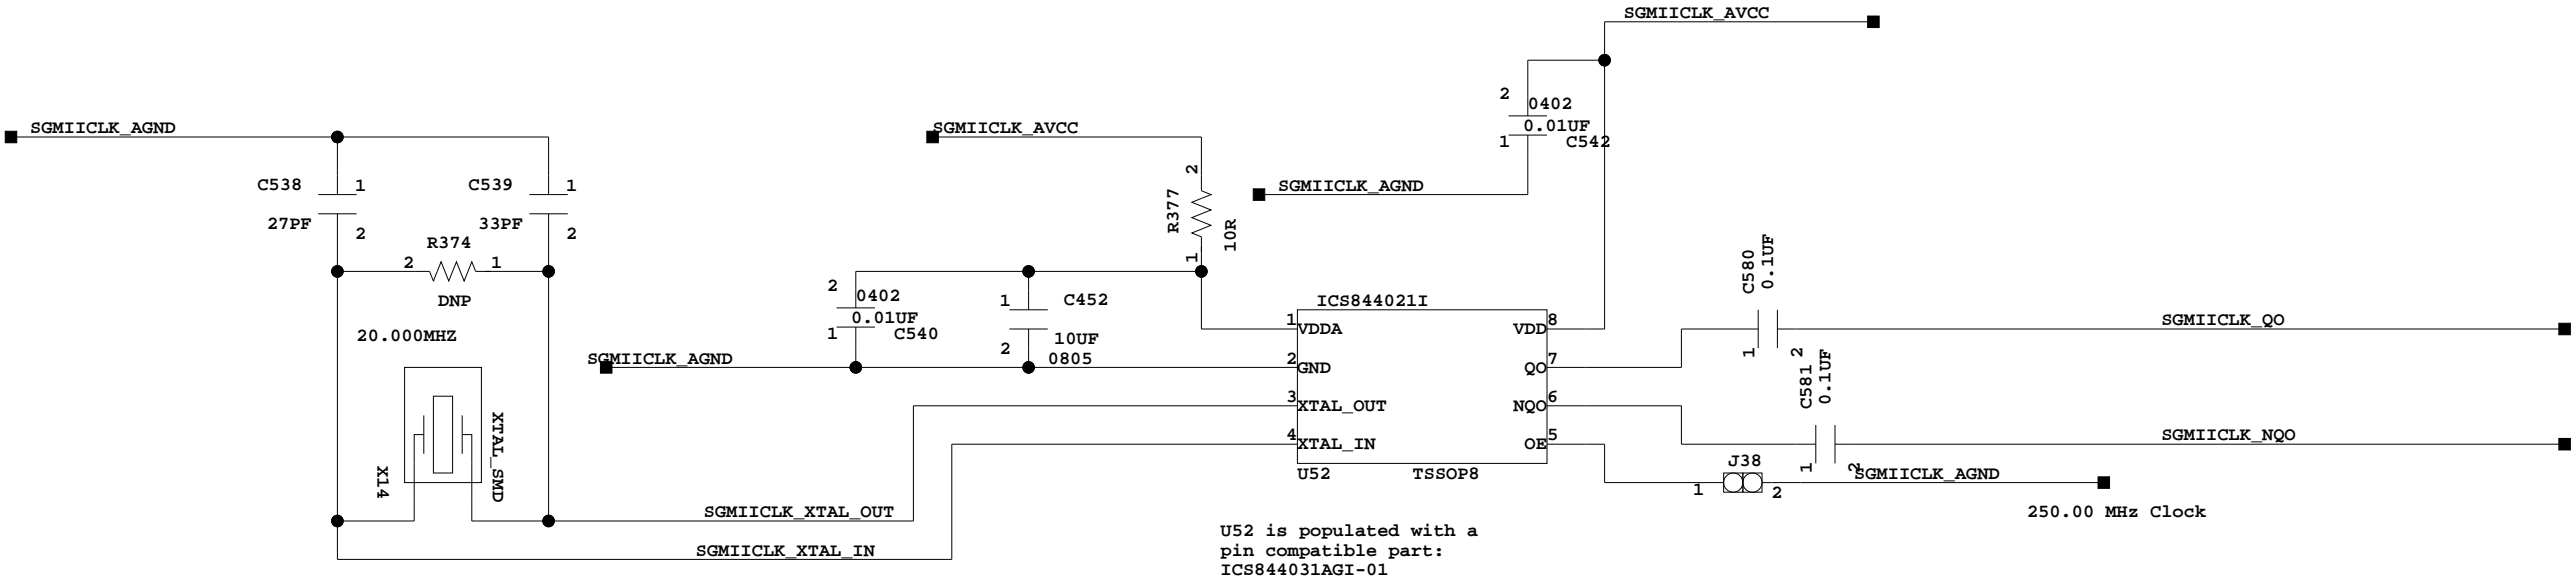 SGMIICLK_AVCC
2
0402
0.01UF
1
C542
SGMIICLK_AGND
SGMIICLK_AVCC
C538
1
27PF
2
C539
1
33PF
2
R374
2
1
DNP
2
R377
10R
1
SGMIICLK_AGND
2
0402
0.01UF
1
C540
1
C452
10UF
2
0805
SGMIICLK_AGND
20.000MHZ
X14
XTAL_SMD
SGMIICLK_XTAL_OUT
SGMIICLK_XTAL_IN
ICS844021I
1
VDDA
2
GND
3
XTAL_OUT
4
XTAL_IN
VDD
8
QO
7
NQO
6
OE
5
U52
TSSOP8
C580
0.1UF
1
2
C581
0.1UF
1
2
SGMIICLK_QO
SGMIICLK_NQO
J38
1
2
SGMIICLK_AGND
250.00 MHz Clock
U52 is populated with a
pin compatible part:
ICS844031AGI-01